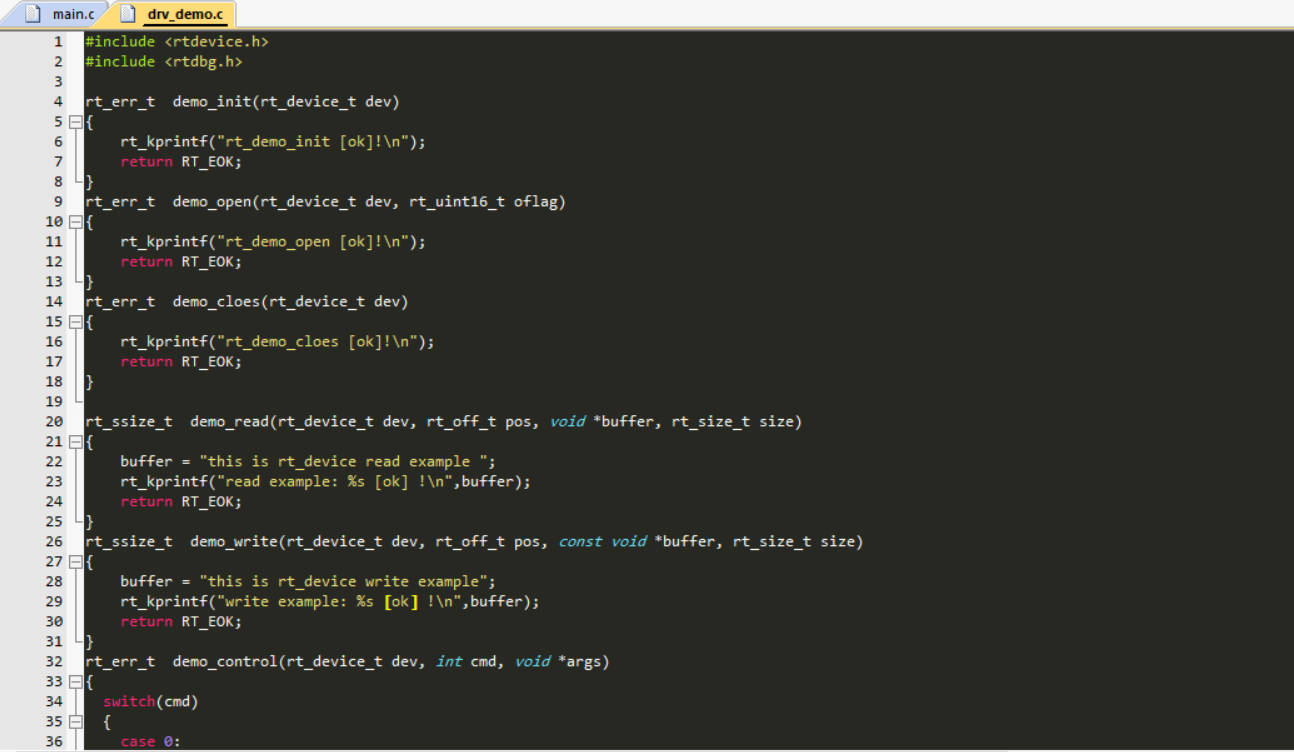 main.c drv_demo.c
1 #include <rtdevice.h>
2 #include <rtdbg.h>
3
4 rt_err_t  demo_init(rt_device_t dev)
5 {
6     rt_kprintf("rt_demo_init [ok]!\n");
7     return RT_EOK;
8 }
9 rt_err_t  demo_open(rt_device_t dev, rt_uint16_t oflag)
10 {
11     rt_kprintf("rt_demo_open [ok]!\n");
12     return RT_EOK;
13 }
14 rt_err_t  demo_cloes(rt_device_t dev)
15 {
16     rt_kprintf("rt_demo_cloes [ok]!\n");
17     return RT_EOK;
18 }
19
20 rt_ssize_t  demo_read(rt_device_t dev, rt_off_t pos, void *buffer, rt_size_t size)
21 {
22     buffer = "this is rt_device read example ";
23     rt_kprintf("read example: %s [ok] !\n",buffer);
24     return RT_EOK;
25 }
26 rt_ssize_t  demo_write(rt_device_t dev, rt_off_t pos, const void *buffer, rt_size_t size)
27 {
28     buffer = "this is rt_device write example";
29     rt_kprintf("write example: %s [ok] !\n",buffer);
30     return RT_EOK;
31 }
32 rt_err_t  demo_control(rt_device_t dev, int cmd, void *args)
33 {
34   switch(cmd)
35   {
36     case 0: